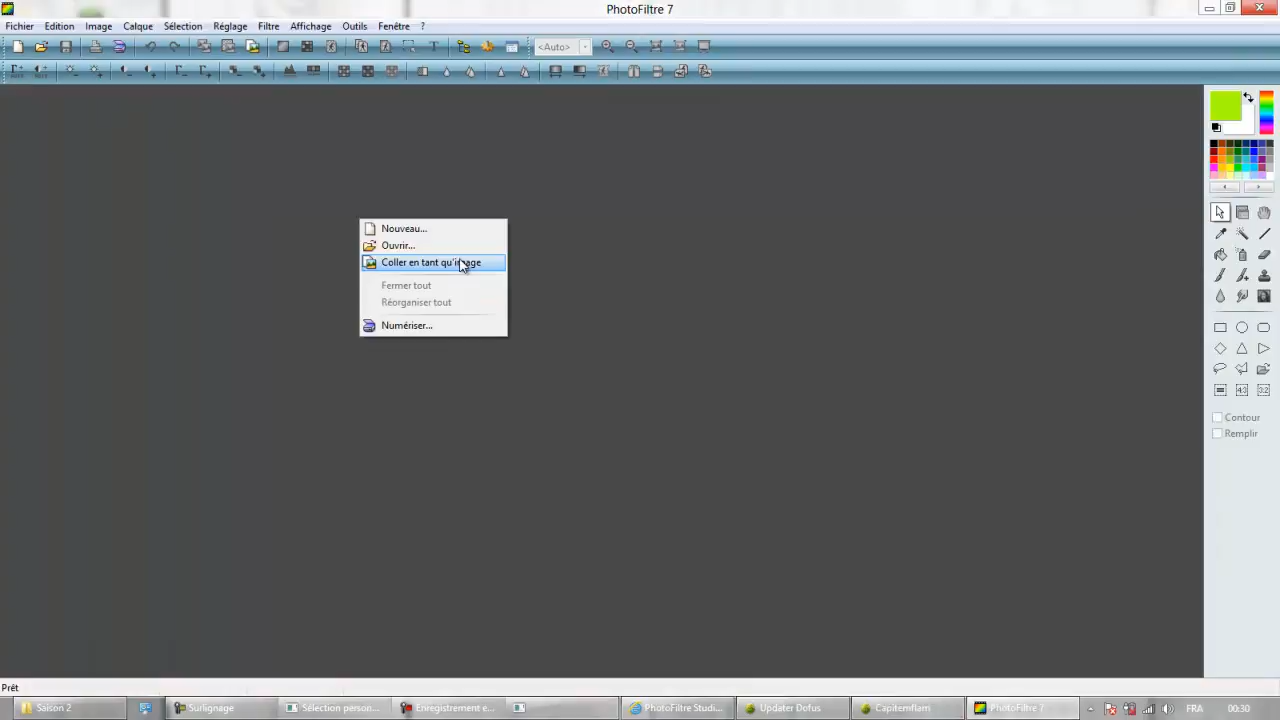 PhotoFiltre 7
Fichier Edition Image Calque Sélection Réglage Filtre Affichage Outils Fenêtre ?
<Auto>
Nouveau...
Ouvrir...
Coller en tant qu'image
Fermer tout
Réorganiser tout
Numériser...
Contour
Remplir
Prêt
Saison 2 Surlignage Sélection person... Enregistrement e... PhotoFiltre Studi... Updater Dofus Capitemflam PhotoFiltre 7 FRA 00:30